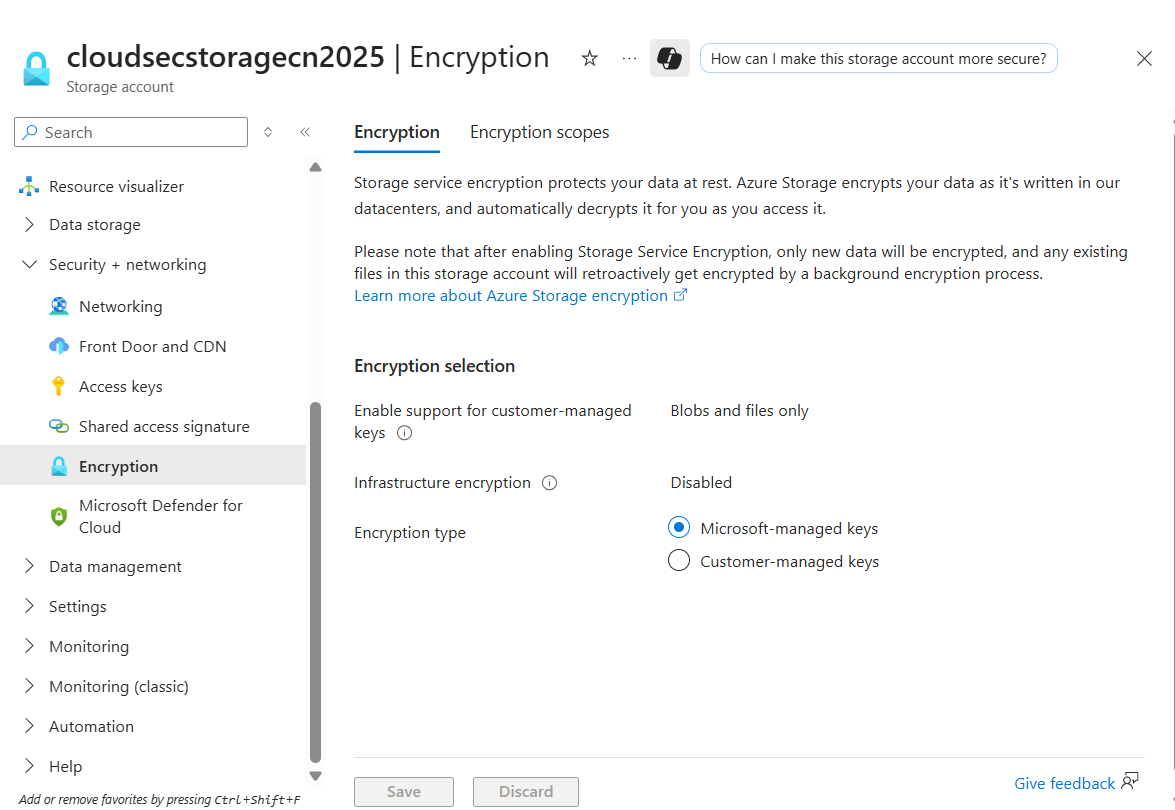 cloudsecstoragecn2025 | Encryption
How can I make this storage account more secure?
Storage account
Search
Resource visualizer
Data storage
Security + networking
Networking
Front Door and CDN
Access keys
Shared access signature
Encryption
Microsoft Defender for
Cloud
Data management
Settings
Monitoring
Monitoring (classic)
Automation
Help
Add or remove favorites by pressing Ctrl+Shift+F
Encryption
Encryption scopes
Storage service encryption protects your data at rest. Azure Storage encrypts your data as it's written in our
datacenters, and automatically decrypts it for you as you access it.
Please note that after enabling Storage Service Encryption, only new data will be encrypted, and any existing
files in this storage account will retroactively get encrypted by a background encryption process.
Learn more about Azure Storage encryption
Encryption selection
Enable support for customer-managed
keys
Blobs and files only
Infrastructure encryption
Disabled
Encryption type
Microsoft-managed keys
Customer-managed keys
Save
Discard
Give feedback